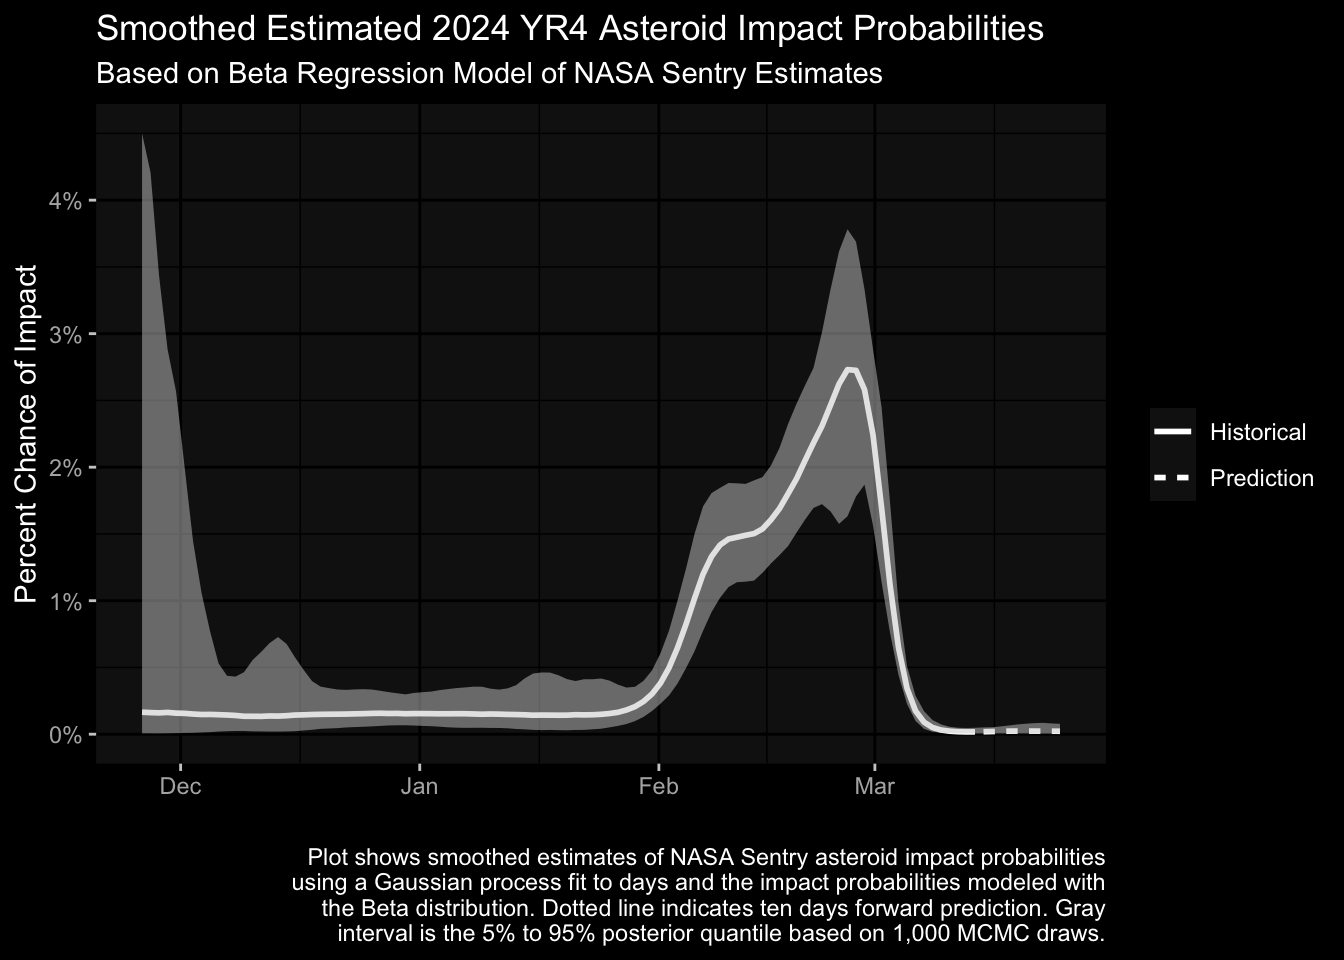 Smoothed Estimated 2024 YR4 Asteroid Impact Probabilities
Based on Beta Regression Model of NASA Sentry Estimates
Percent Chance of Impact
4%
3%
2%
1%
0%
Dec
Jan
Feb
Mar
Historical
Prediction
Plot shows smoothed estimates of NASA Sentry asteroid impact probabilities
using a Gaussian process fit to days and the impact probabilities modeled with
the Beta distribution. Dotted line indicates ten days forward prediction. Gray
interval is the 5% to 95% posterior quantile based on 1,000 MCMC draws.